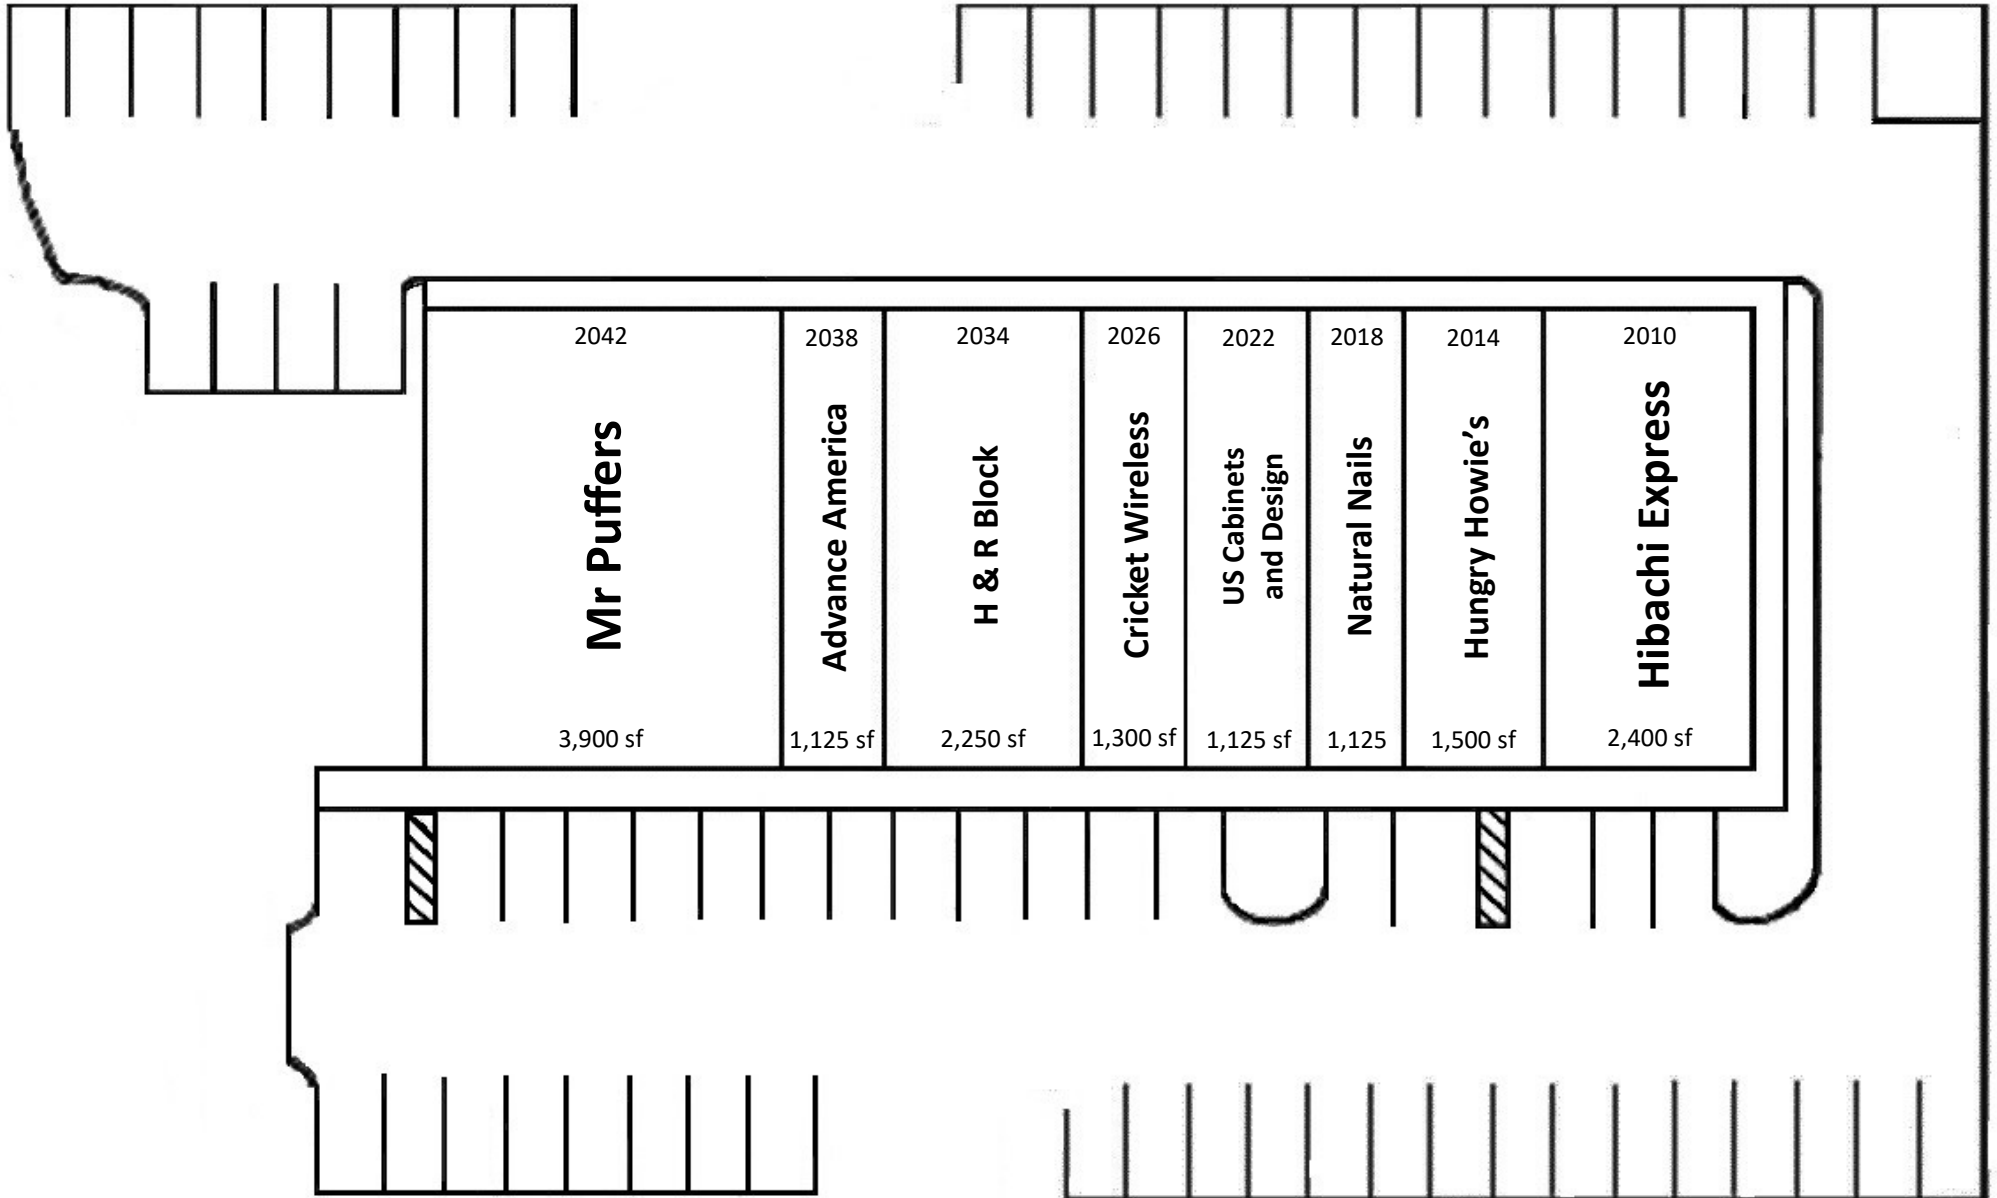 2042
Mr Puffers
3,900 sf
2038
Advance America
1,125 sf
2034
H & R Block
2,250 sf
2026
Cricket Wireless
1,300 sf
2022
US Cabinets
and Design
1,125 sf
2018
Natural Nails
1,125
2014
Hungry Howie’s
1,500 sf
2010
Hibachi Express
2,400 sf